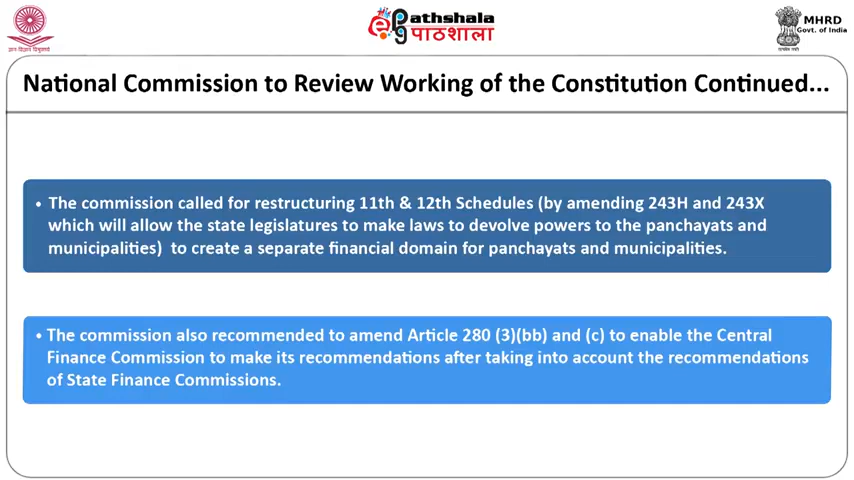 ePathshala
पाठशाला
MHRD
Govt. of India
National Commission to Review Working of the Constitution Continued...
• The commission called for restructuring 11th & 12th Schedules (by amending 243H and 243X
which will allow the state legislatures to make laws to devolve powers to the panchayats and
municipalities) to create a separate financial domain for panchayats and municipalities.
• The commission also recommended to amend Article 280 (3)(bb) and (c) to enable the Central
Finance Commission to make its recommendations after taking into account the recommendations
of State Finance Commissions.